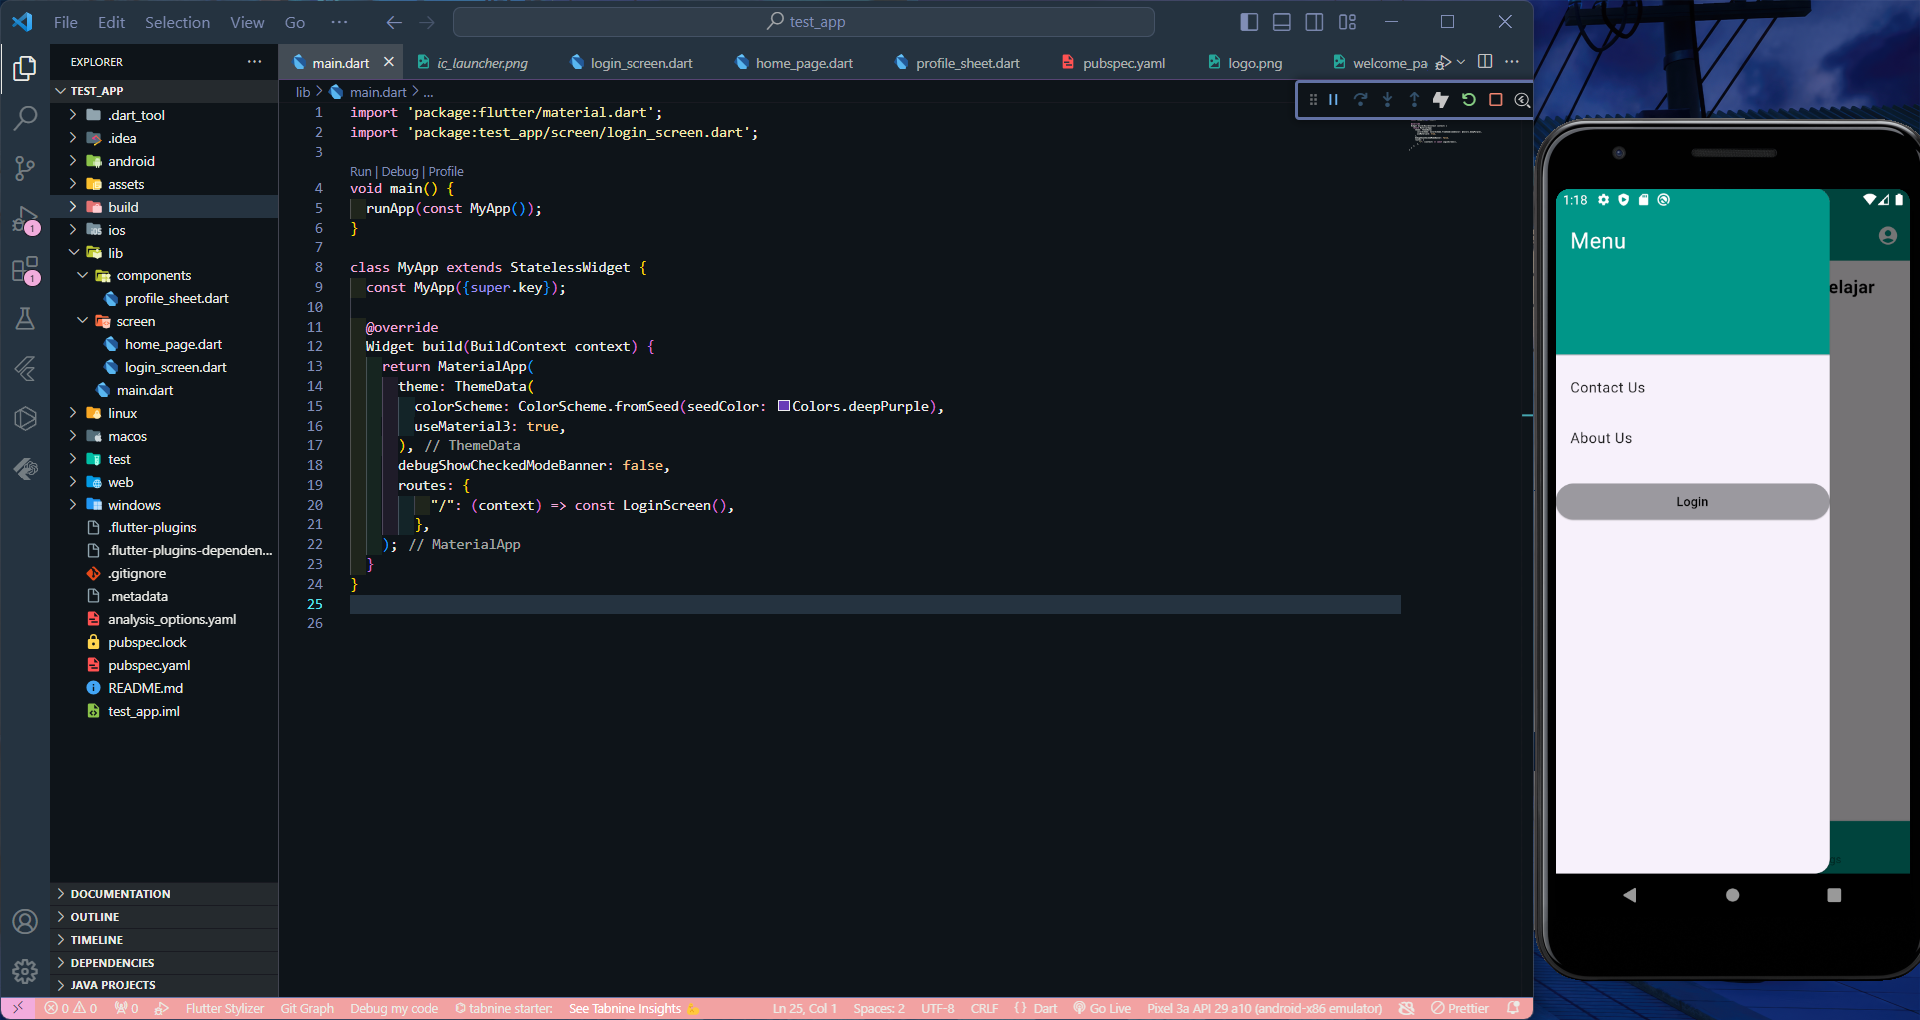 File Edit Selection View Go ··· test_app
EXPLORER ···
TEST_APP
.dart_tool
.idea
android
assets
build
ios
lib
components
profile_sheet.dart
screen
home_page.dart
login_screen.dart
main.dart
linux
macos
test
web
windows
.flutter-plugins
.flutter-plugins-dependen...
.gitignore
.metadata
analysis_options.yaml
pubspec.lock
pubspec.yaml
README.md
test_app.iml
DOCUMENTATION
OUTLINE
TIMELINE
DEPENDENCIES
JAVA PROJECTS
1
1
main.dart ic_launcher.png login_screen.dart home_page.dart profile_sheet.dart pubspec.yaml logo.png welcome_pa
lib > main.dart > ...
1 import 'package:flutter/material.dart';
2 import 'package:test_app/screen/login_screen.dart';
3
Run | Debug | Profile
4 void main() {
5 runApp(const MyApp());
6 }
7
8 class MyApp extends StatelessWidget {
9 const MyApp({super.key});
10
11 @override
12 Widget build(BuildContext context) {
13 return MaterialApp(
14 theme: ThemeData(
15 colorScheme: ColorScheme.fromSeed(seedColor: Colors.deepPurple),
16 useMaterial3: true,
17 ), // ThemeData
18 debugShowCheckedModeBanner: false,
19 routes: {
20 "/": (context) => const LoginScreen(),
21 },
22 ); // MaterialApp
23 }
24 }
25
26
0 0 0 Flutter Stylizer Git Graph Debug my code tabnine starter: See Tabnine Insights Ln 25, Col 1 Spaces: 2 UTF-8 CRLF {} Dart Go Live Pixel 3a API 29 a10 (android-x86 emulator) Prettier
1:18
Menu
elajar
Contact Us
About Us
Login